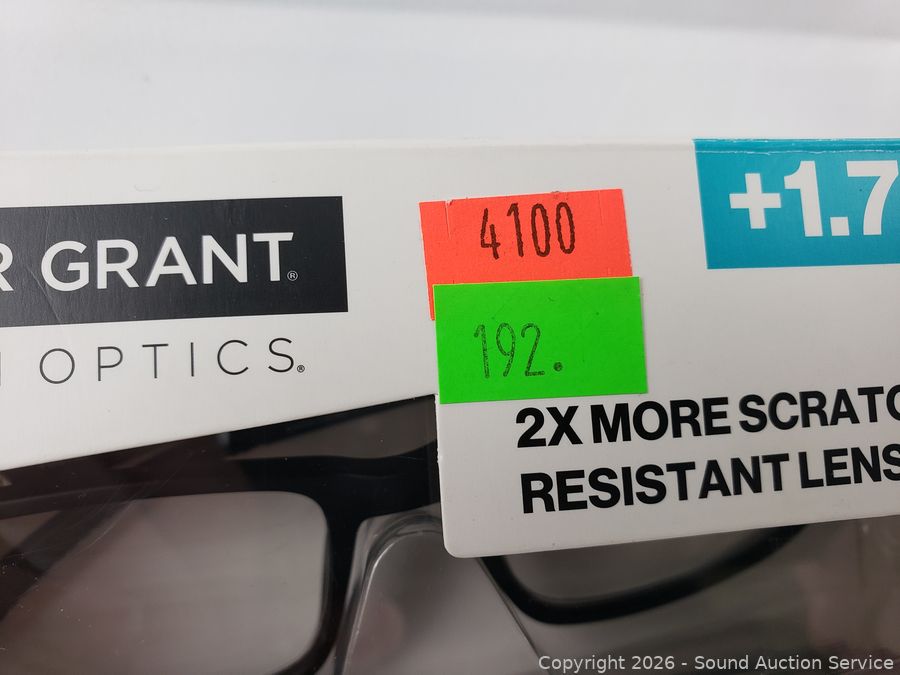 R GRANT®
OPTICS®
4100
192.
+1.7
2X MORE SCRATC
RESISTANT LENS
Copyright 2026 - Sound Auction Service